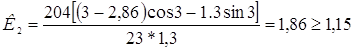 Ê₂ = 204[(3 − 2,86)cos3 − 1.3 sin 3] / 23 * 1,3 = 1,86 ≥ 1,15